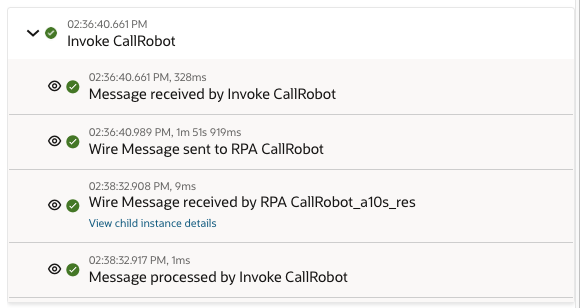 02:36:40.661 PM
Invoke CallRobot
02:36:40.661 PM, 328ms
Message received by Invoke CallRobot
02:36:40.989 PM, 1m 51s 919ms
Wire Message sent to RPA CallRobot
02:38:32.908 PM, 9ms
Wire Message received by RPA CallRobot_a10s_res
View child instance details
02:38:32.917 PM, 1ms
Message processed by Invoke CallRobot